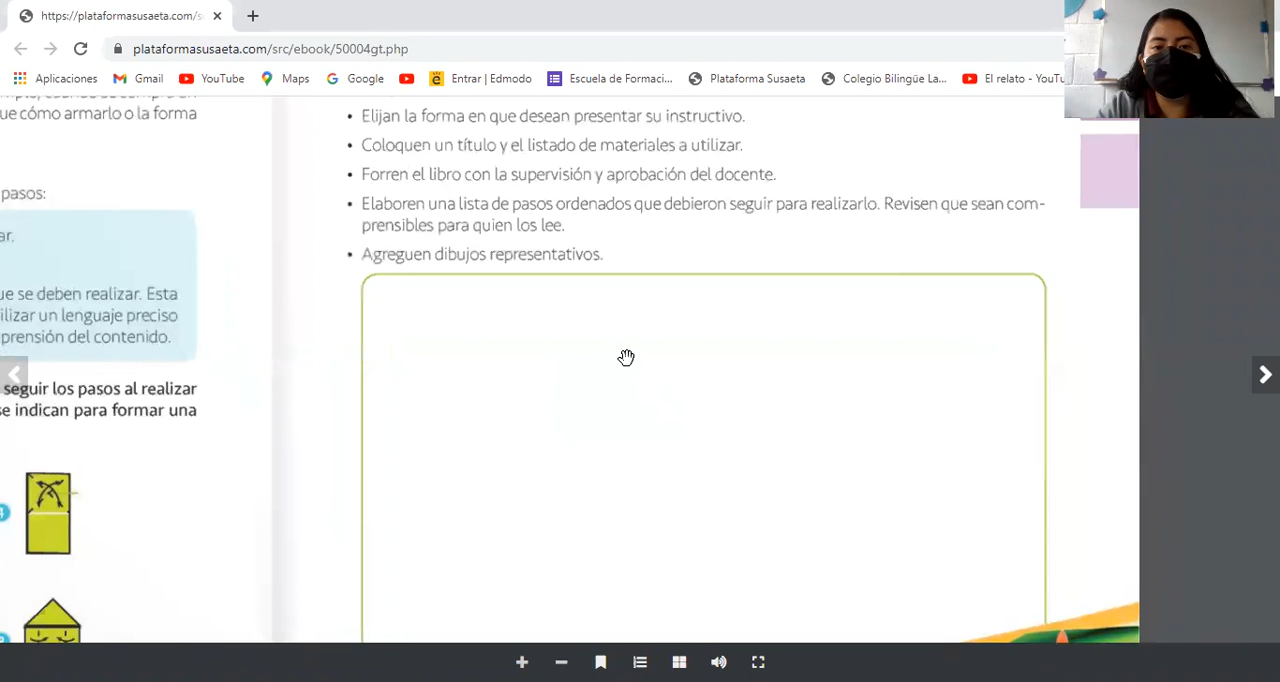 https://plataformasusaeta.com/s
plataformasusaeta.com/src/ebook/50004gt.php
Aplicaciones Gmail YouTube Maps Google Entrar | Edmodo Escuela de Formaci... Plataforma Susaeta Colegio Bilingüe La... El relato - YouTu
ue cómo armarlo o la forma
pasos:
ar.
ue se deben realizar. Esta
ilizar un lenguaje preciso
prensión del contenido.
seguir los pasos al realizar
se indican para formar una
4
• Elijan la forma en que desean presentar su instructivo.
• Coloquen un título y el listado de materiales a utilizar.
• Forren el libro con la supervisión y aprobación del docente.
• Elaboren una lista de pasos ordenados que debieron seguir para realizarlo. Revisen que sean com-
prensibles para quien los lee.
• Agreguen dibujos representativos.